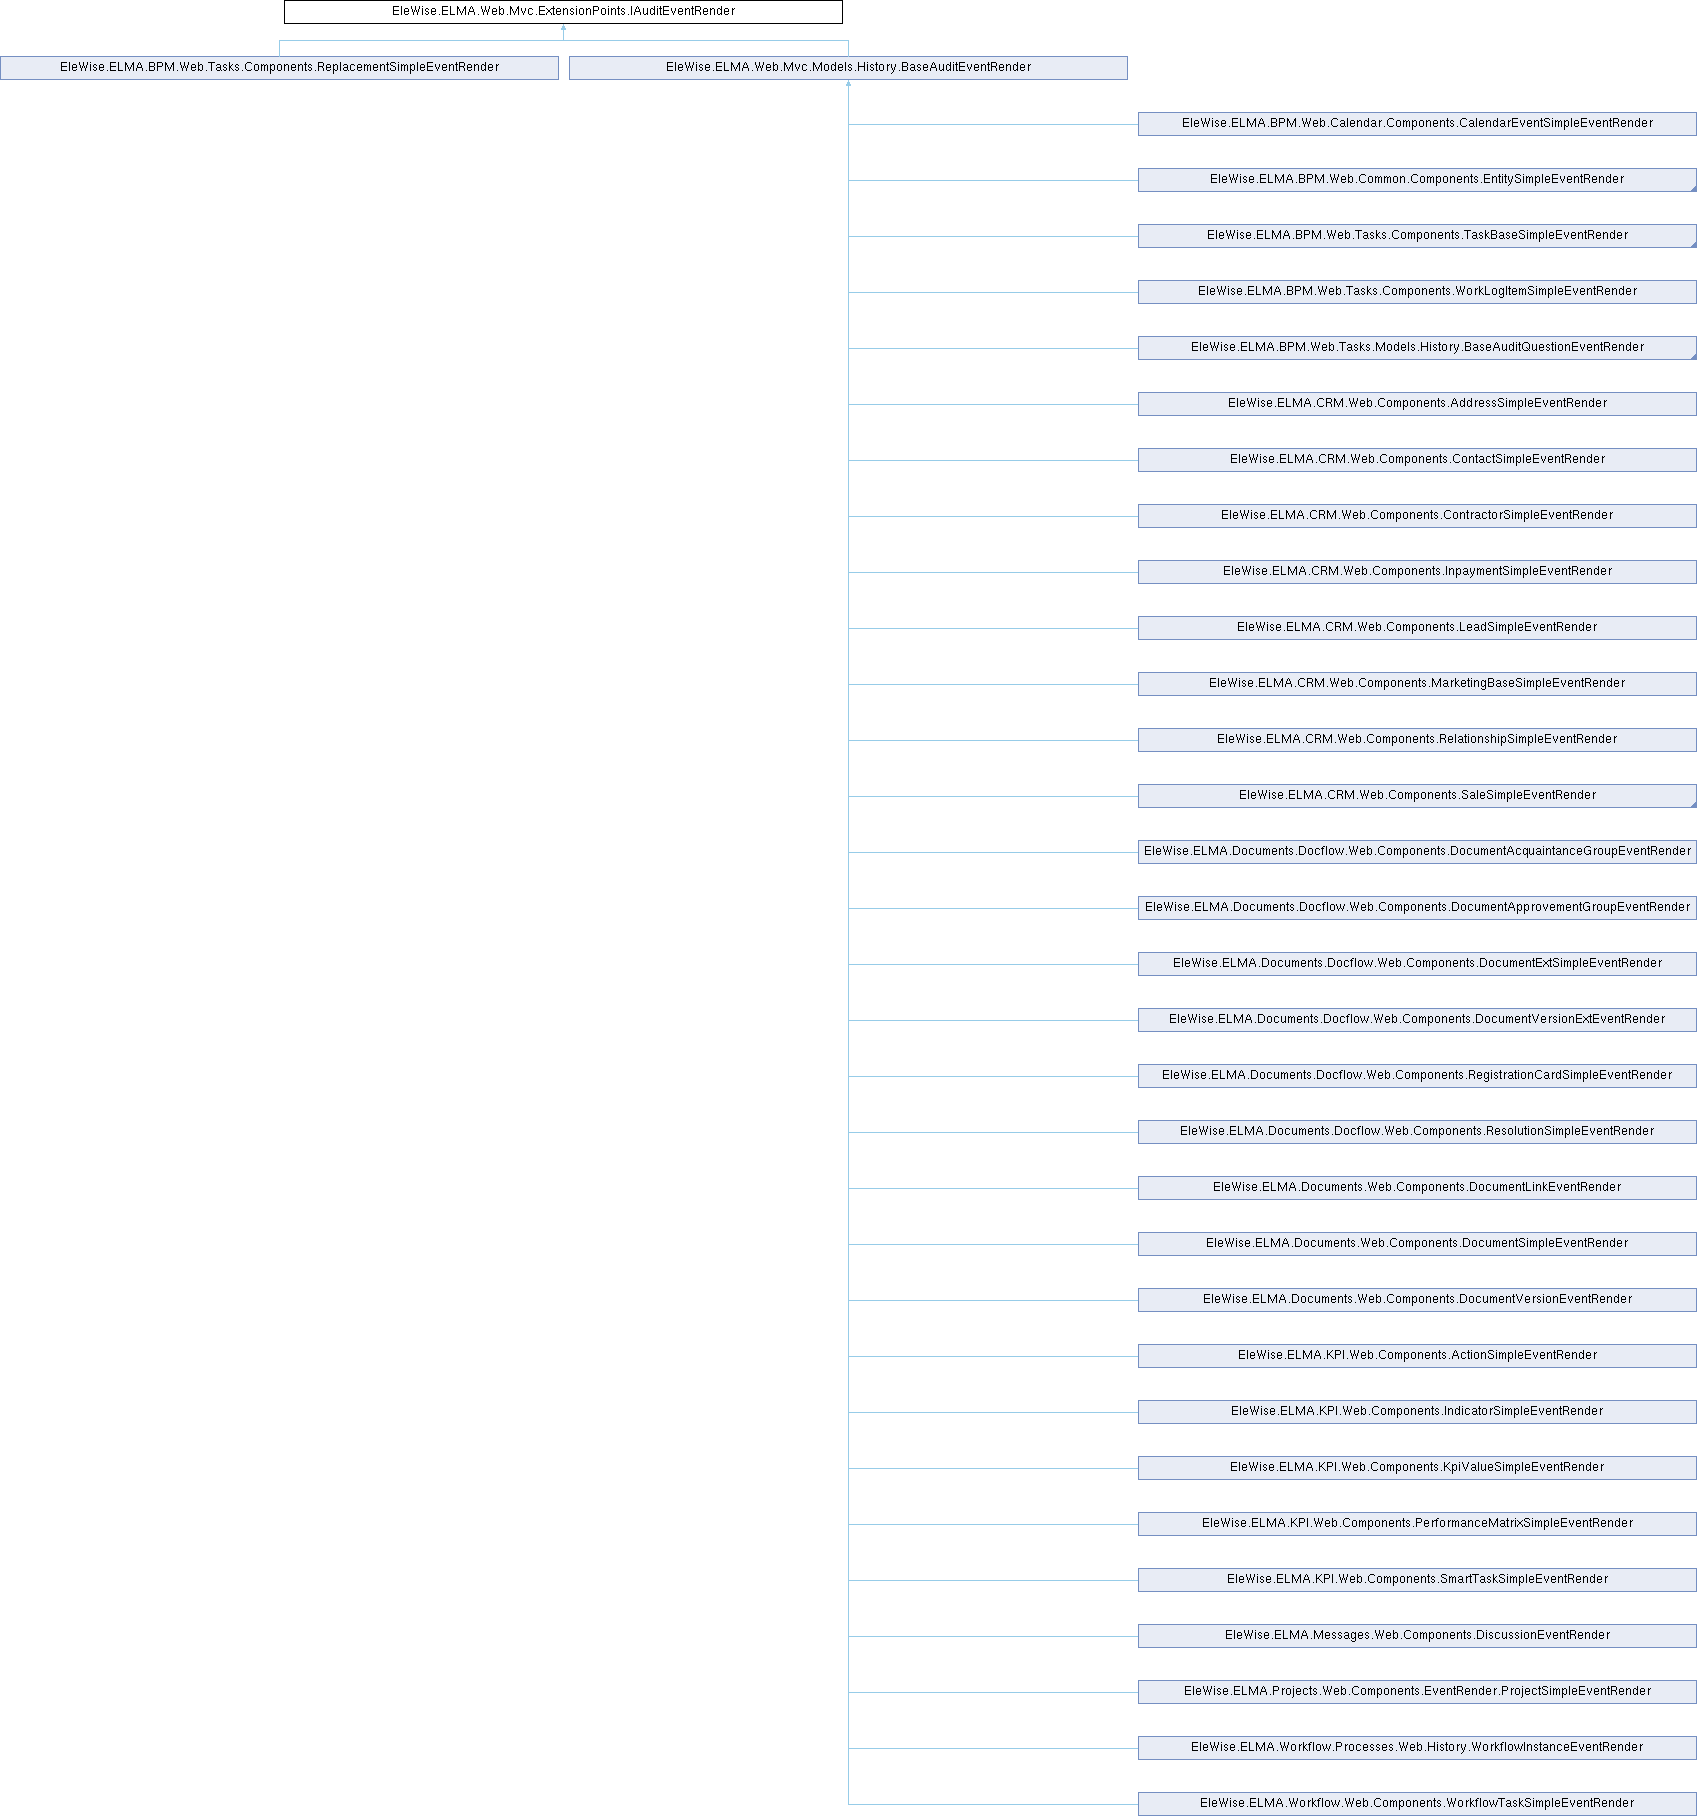 EleWise.ELMA.Web.Mvc.ExtensionPoints.IAuditEventRender
EleWise.ELMA.BPM.Web.Tasks.Components.ReplacementSimpleEventRender
EleWise.ELMA.Web.Mvc.Models.History.BaseAuditEventRender
EleWise.ELMA.BPM.Web.Calendar.Components.CalendarEventSimpleEventRender
EleWise.ELMA.BPM.Web.Common.Components.EntitySimpleEventRender
EleWise.ELMA.BPM.Web.Tasks.Components.TaskBaseSimpleEventRender
EleWise.ELMA.BPM.Web.Tasks.Components.WorkLogItemSimpleEventRender
EleWise.ELMA.BPM.Web.Tasks.Models.History.BaseAuditQuestionEventRender
EleWise.ELMA.CRM.Web.Components.AddressSimpleEventRender
EleWise.ELMA.CRM.Web.Components.ContactSimpleEventRender
EleWise.ELMA.CRM.Web.Components.ContractorSimpleEventRender
EleWise.ELMA.CRM.Web.Components.InpaymentSimpleEventRender
EleWise.ELMA.CRM.Web.Components.LeadSimpleEventRender
EleWise.ELMA.CRM.Web.Components.MarketingBaseSimpleEventRender
EleWise.ELMA.CRM.Web.Components.RelationshipSimpleEventRender
EleWise.ELMA.CRM.Web.Components.SaleSimpleEventRender
EleWise.ELMA.Documents.Docflow.Web.Components.DocumentAcquaintanceGroupEventRender
EleWise.ELMA.Documents.Docflow.Web.Components.DocumentApprovementGroupEventRender
EleWise.ELMA.Documents.Docflow.Web.Components.DocumentExtSimpleEventRender
EleWise.ELMA.Documents.Docflow.Web.Components.DocumentVersionExtEventRender
EleWise.ELMA.Documents.Docflow.Web.Components.RegistrationCardSimpleEventRender
EleWise.ELMA.Documents.Docflow.Web.Components.ResolutionSimpleEventRender
EleWise.ELMA.Documents.Web.Components.DocumentLinkEventRender
EleWise.ELMA.Documents.Web.Components.DocumentSimpleEventRender
EleWise.ELMA.Documents.Web.Components.DocumentVersionEventRender
EleWise.ELMA.KPI.Web.Components.ActionSimpleEventRender
EleWise.ELMA.KPI.Web.Components.IndicatorSimpleEventRender
EleWise.ELMA.KPI.Web.Components.KpiValueSimpleEventRender
EleWise.ELMA.KPI.Web.Components.PerformanceMatrixSimpleEventRender
EleWise.ELMA.KPI.Web.Components.SmartTaskSimpleEventRender
EleWise.ELMA.Messages.Web.Components.DiscussionEventRender
EleWise.ELMA.Projects.Web.Components.EventRender.ProjectSimpleEventRender
EleWise.ELMA.Workflow.Processes.Web.History.WorkflowInstanceEventRender
EleWise.ELMA.Workflow.Web.Components.WorkflowTaskSimpleEventRender